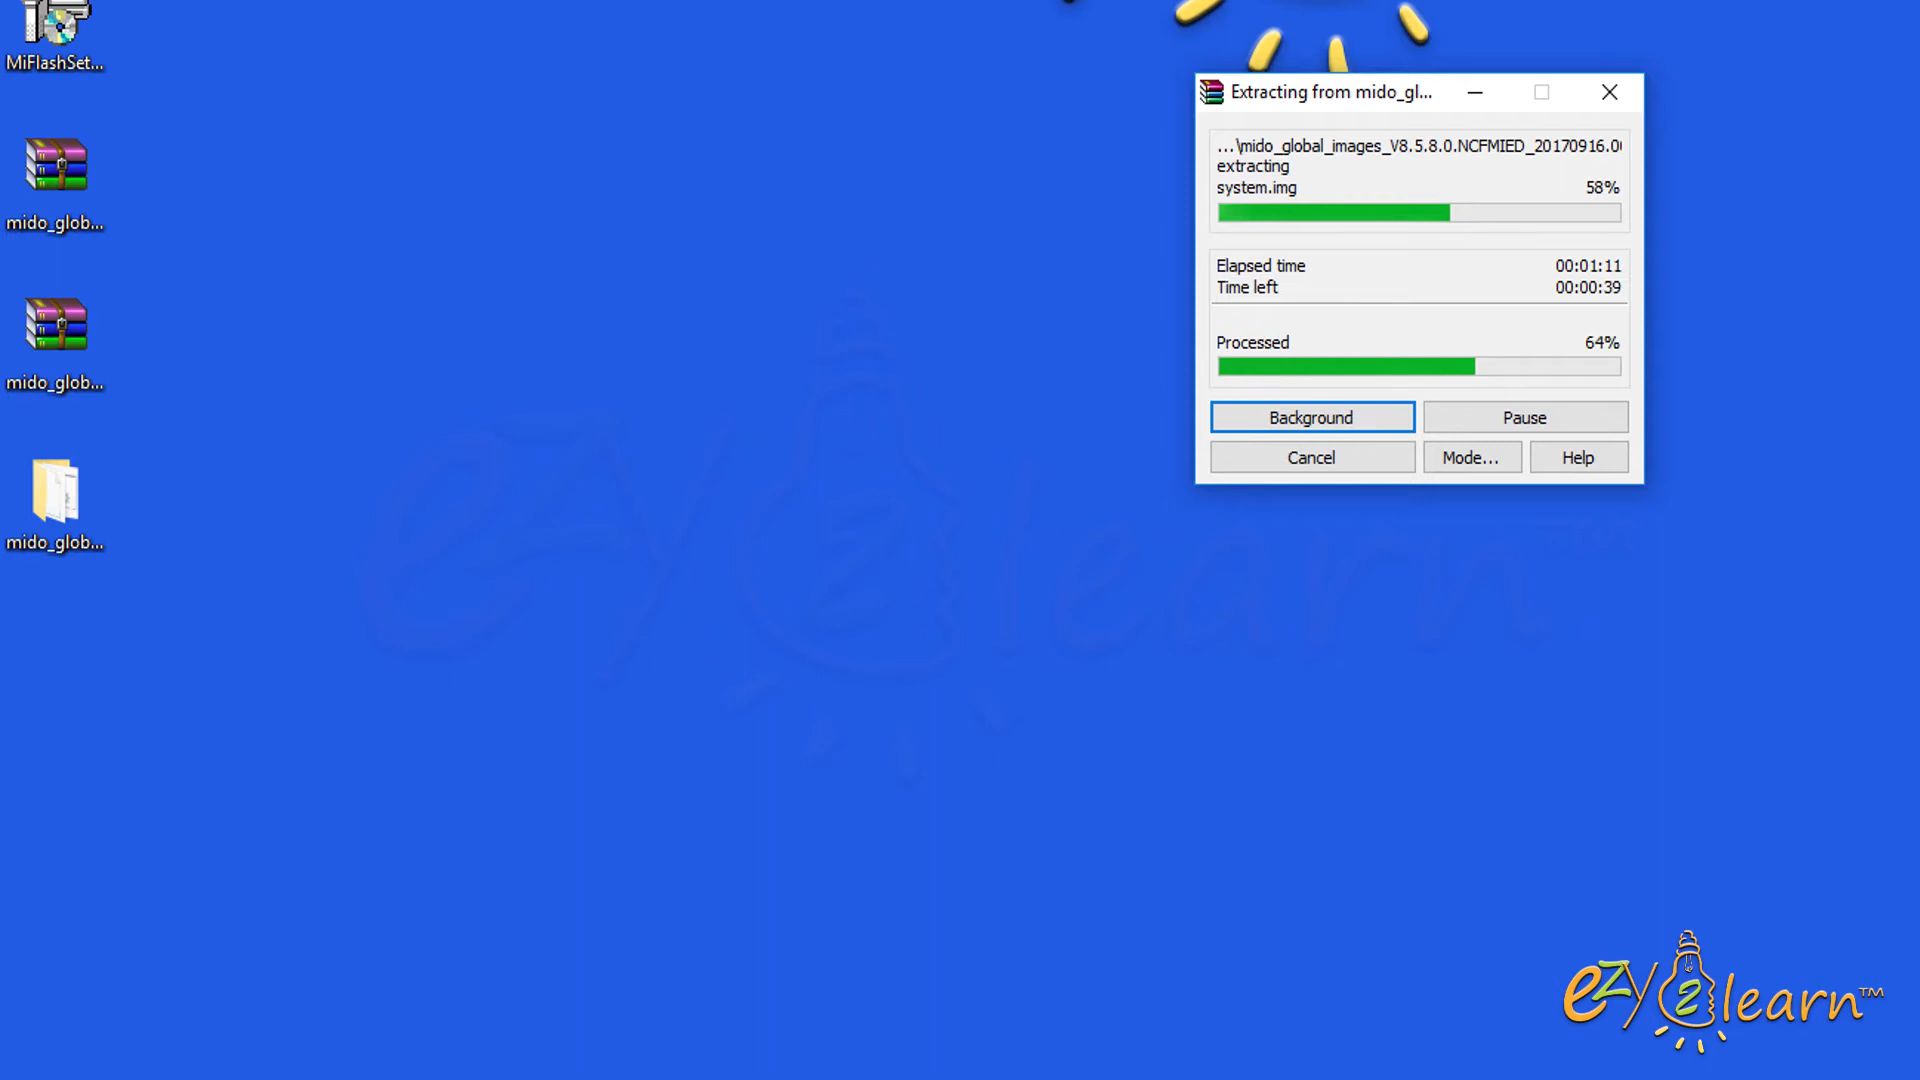 MiFlashSet...
mido_glob...
mido_glob...
mido_glob...
Extracting from mido_gl...
...\mido_global_images_V8.5.8.0.NCFMIED_20170916.0
extracting
system.img 58%
Elapsed time 00:01:11
Time left 00:00:39
Processed 64%
Background Pause
Cancel Mode... Help
ezy2learn
ezy2learn™